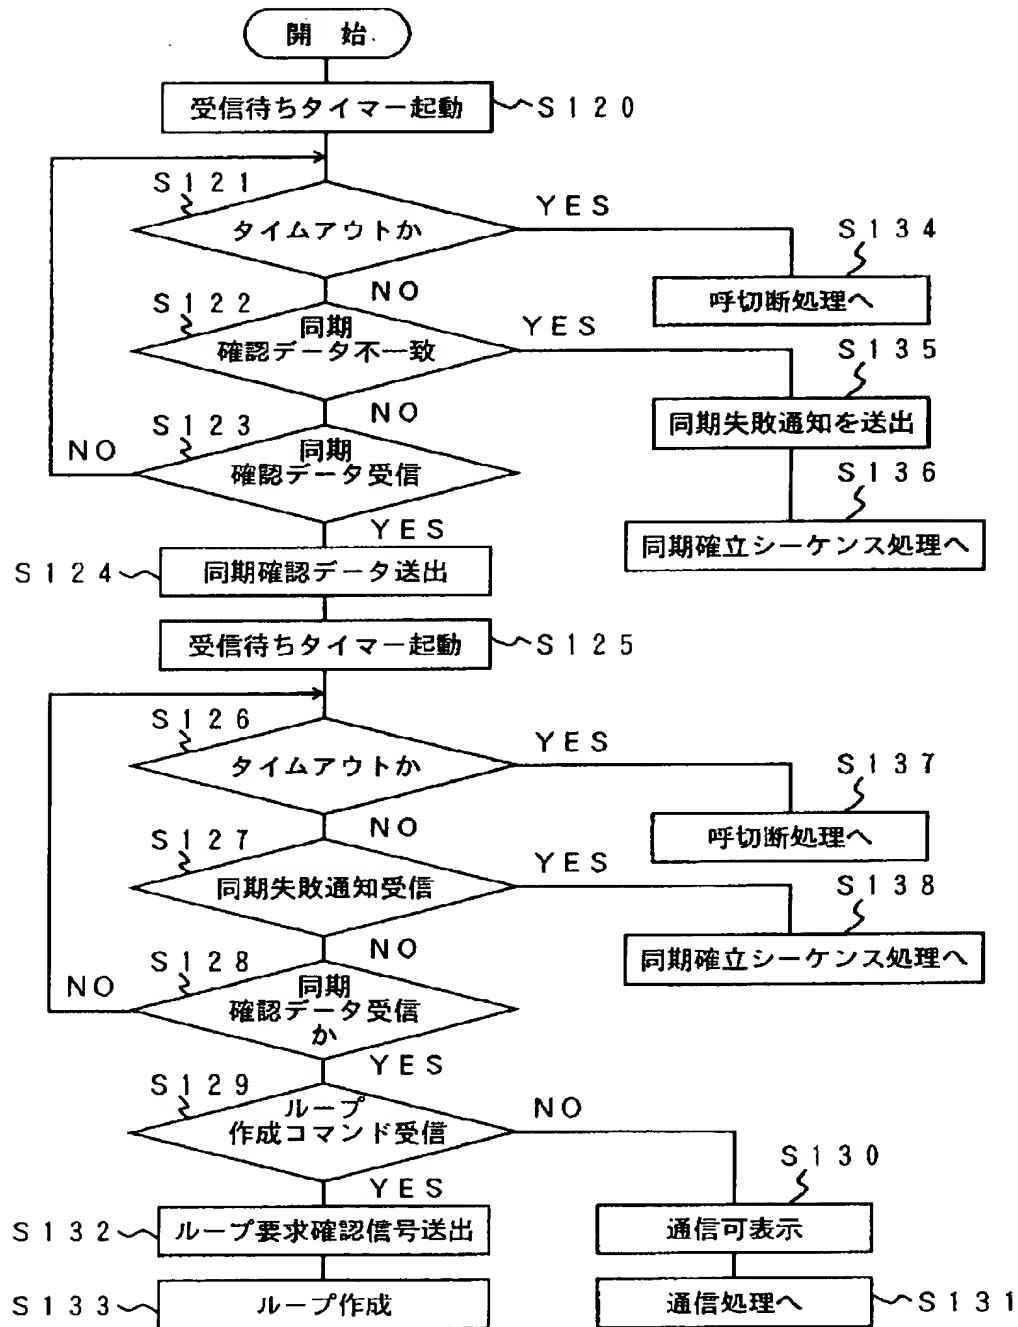 開 始
受信待ちタイマー起動 S120
S121
タイムアウトか
YES
NO
S134
呼切断処理へ
S122
同期
確認データ不一致
YES
NO
S135
同期失敗通知を送出
S136
同期確立シーケンス処理へ
S123
同期
確認データ受信
NO
YES
S124 同期確認データ送出
受信待ちタイマー起動 S125
S126
タイムアウトか
YES
NO
S137
呼切断処理へ
S127
同期失敗通知受信
YES
NO
S138
同期確立シーケンス処理へ
S128
同期
確認データ受信
か
NO
YES
S129
ループ
作成コマンド受信
NO
YES
S130
通信可表示
通信処理へ S131
S132 ループ要求確認信号送出
S133 ループ作成